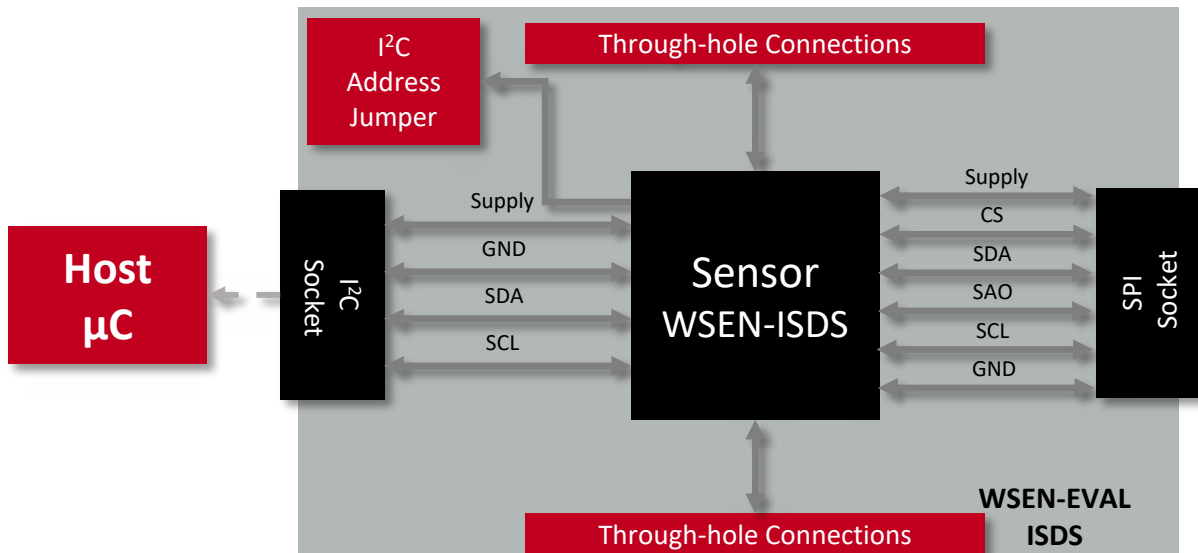 I²C
Address
Jumper
Through-hole Connections
Host
µC
I²C
Socket
Supply
GND
SDA
SCL
Sensor
WSEN-ISDS
Supply
CS
SDA
SAO
SCL
GND
SPI
Socket
WSEN-EVAL
ISDS
Through-hole Connections